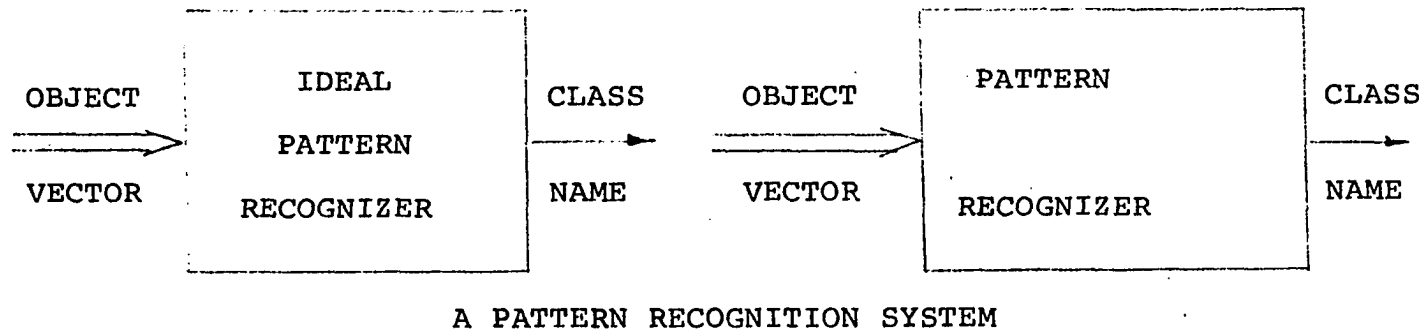 OBJECT
VECTOR
IDEAL
PATTERN
RECOGNIZER
CLASS
NAME
OBJECT
VECTOR
PATTERN
RECOGNIZER
CLASS
NAME
A PATTERN RECOGNITION SYSTEM